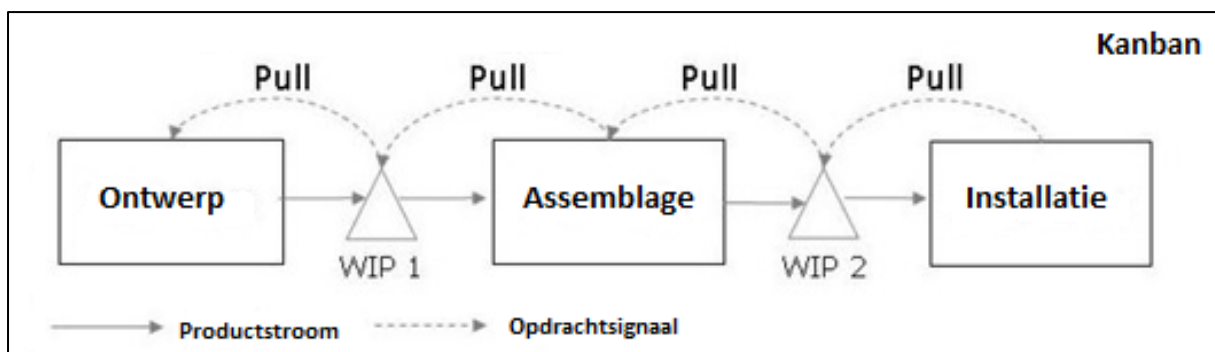 Kanban
Pull Pull Pull Pull
Ontwerp Assemblage Installatie
WIP 1 WIP 2
Productstroom Opdrachtsignaal